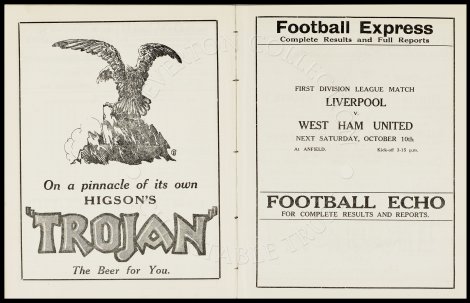 On a pinnacle of its own
HIGSON'S
"TROJAN"
The Beer for You.
Football Express
Complete Results and Full Reports
FIRST DIVISION LEAGUE MATCH
LIVERPOOL
v.
WEST HAM UNITED
NEXT SATURDAY, OCTOBER 10th
At ANFIELD. Kick-off 3-15 p.m.
FOOTBALL ECHO
FOR COMPLETE RESULTS AND REPORTS.